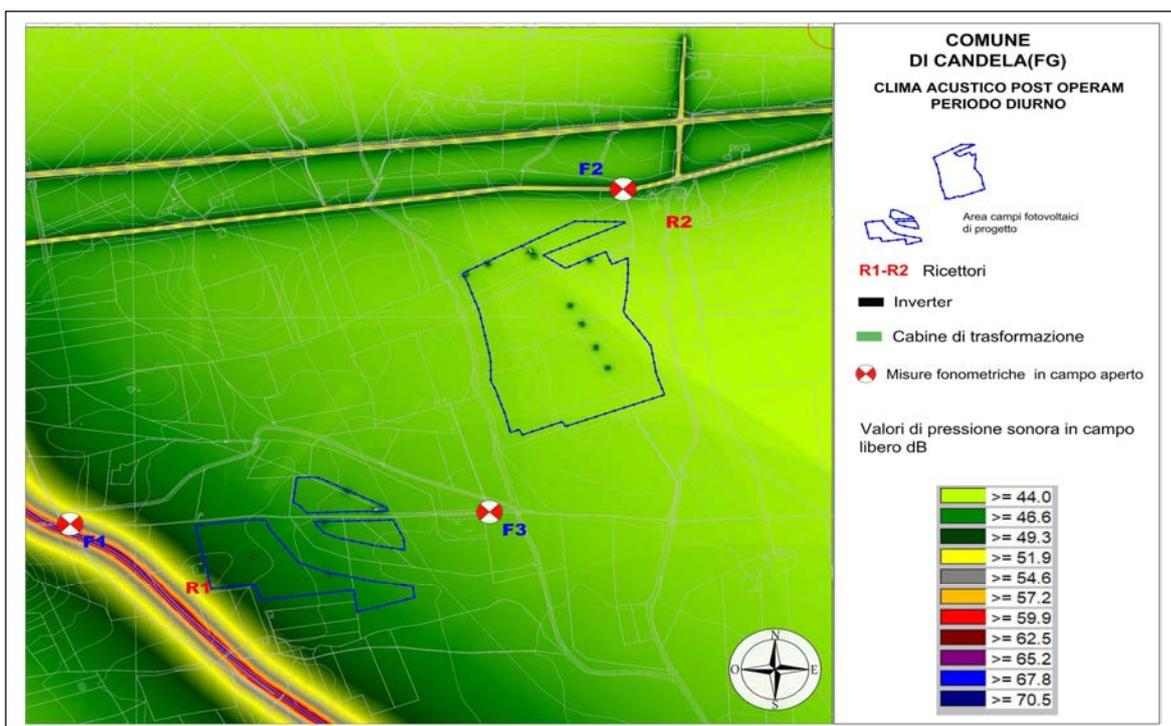 COMUNE
DI CANDELA(FG)
CLIMA ACUSTICO POST OPERAM
PERIODO DIURNO
Area campi fotovoltaici
di progetto
R1-R2 Ricettori
Inverter
Cabine di trasformazione
Misure fonometriche in campo aperto
Valori di pressione sonora in campo
libero dB
>= 44.0
>= 46.6
>= 49.3
>= 51.9
>= 54.6
>= 57.2
>= 59.9
>= 62.5
>= 65.2
>= 67.8
>= 70.5
F2
R2
F3
F1
R1
N
O E
S